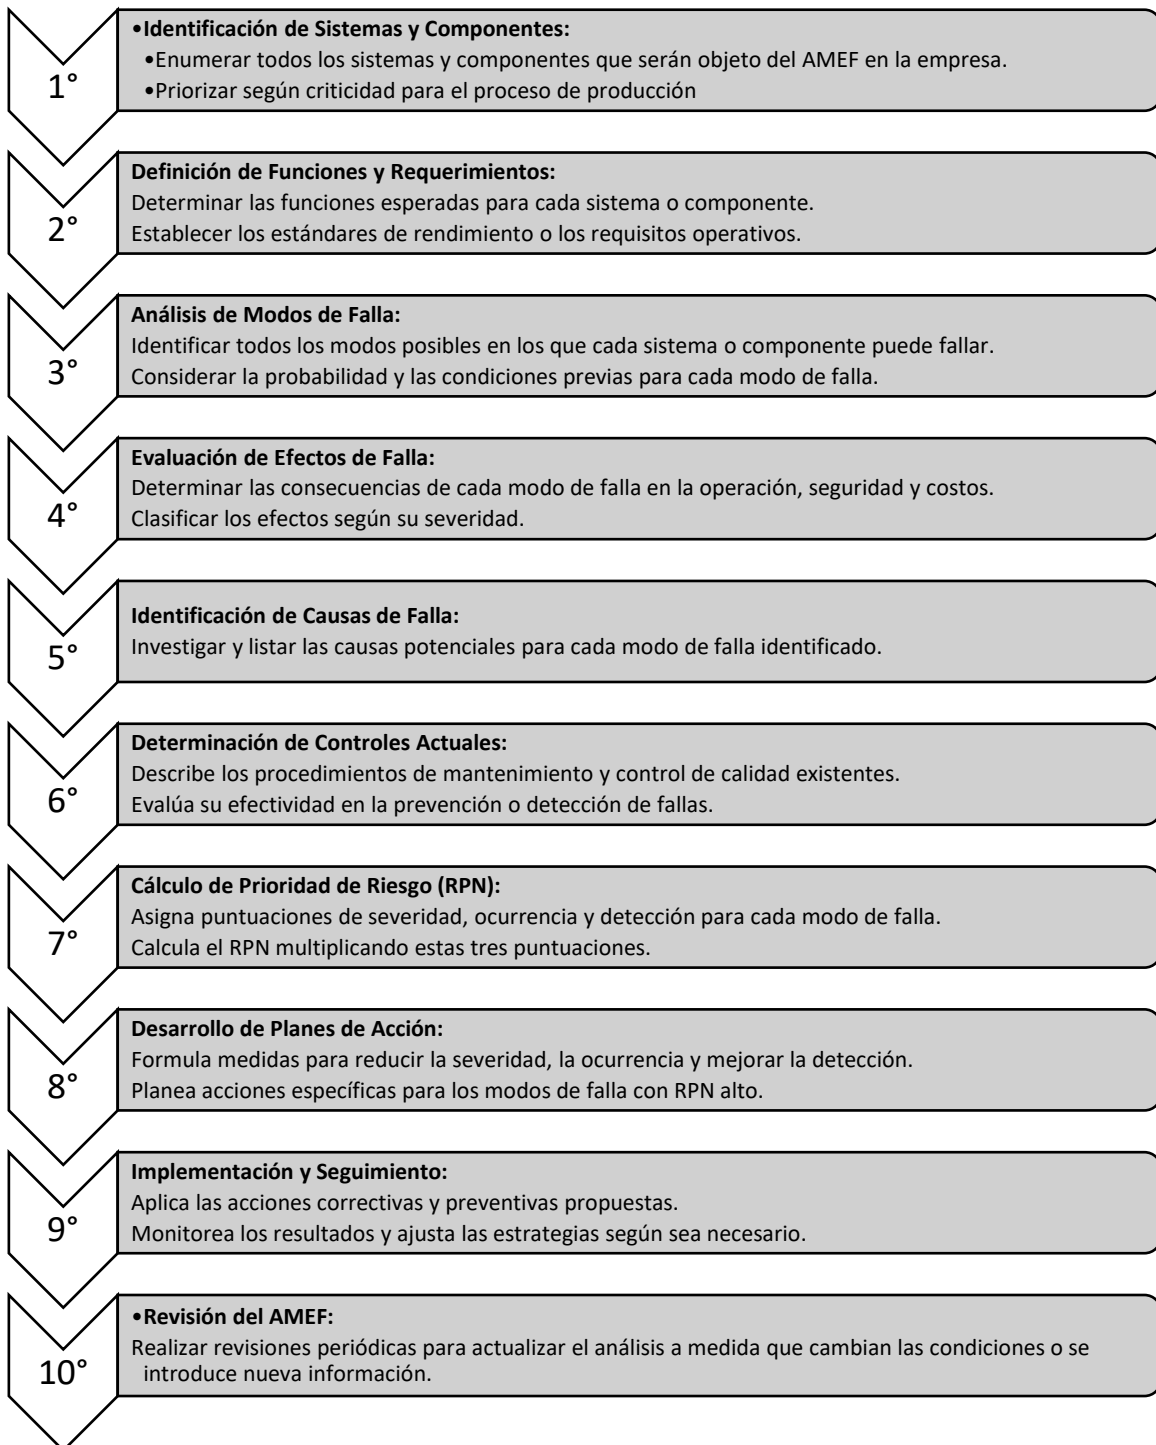 1°
•Identificación de Sistemas y Componentes:
•Enumerar todos los sistemas y componentes que serán objeto del AMEF en la empresa.
•Priorizar según criticidad para el proceso de producción
2°
Definición de Funciones y Requerimientos:
Determinar las funciones esperadas para cada sistema o componente.
Establecer los estándares de rendimiento o los requisitos operativos.
3°
Análisis de Modos de Falla:
Identificar todos los modos posibles en los que cada sistema o componente puede fallar.
Considerar la probabilidad y las condiciones previas para cada modo de falla.
4°
Evaluación de Efectos de Falla:
Determinar las consecuencias de cada modo de falla en la operación, seguridad y costos.
Clasificar los efectos según su severidad.
5°
Identificación de Causas de Falla:
Investigar y listar las causas potenciales para cada modo de falla identificado.
6°
Determinación de Controles Actuales:
Describe los procedimientos de mantenimiento y control de calidad existentes.
Evalúa su efectividad en la prevención o detección de fallas.
7°
Cálculo de Prioridad de Riesgo (RPN):
Asigna puntuaciones de severidad, ocurrencia y detección para cada modo de falla.
Calcula el RPN multiplicando estas tres puntuaciones.
8°
Desarrollo de Planes de Acción:
Formula medidas para reducir la severidad, la ocurrencia y mejorar la detección.
Planea acciones específicas para los modos de falla con RPN alto.
9°
Implementación y Seguimiento:
Aplica las acciones correctivas y preventivas propuestas.
Monitorea los resultados y ajusta las estrategias según sea necesario.
10°
•Revisión del AMEF:
Realizar revisiones periódicas para actualizar el análisis a medida que cambian las condiciones o se
introduce nueva información.